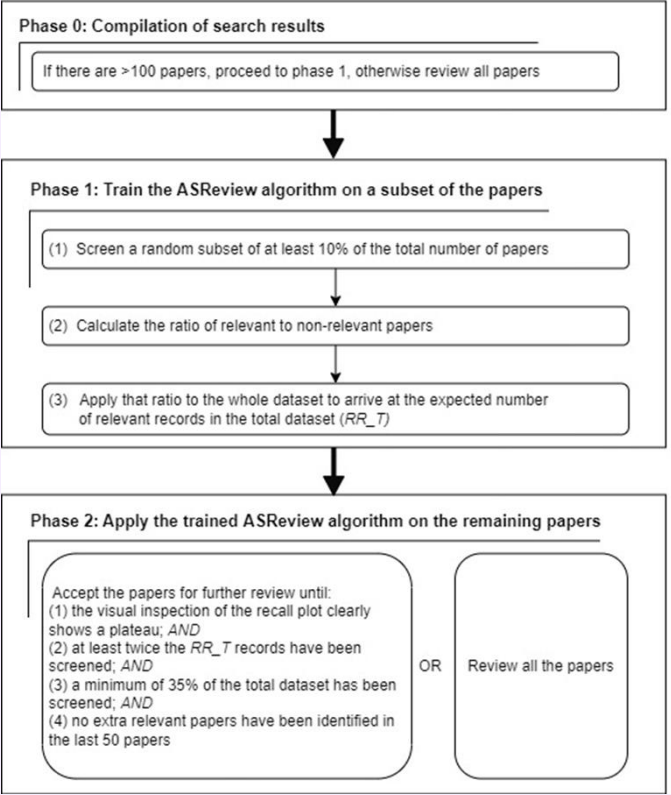 Phase 0: Compilation of search results
If there are >100 papers, proceed to phase 1, otherwise review all papers
Phase 1: Train the ASReview algorithm on a subset of the papers
(1) Screen a random subset of at least 10% of the total number of papers
(2) Calculate the ratio of relevant to non-relevant papers
(3) Apply that ratio to the whole dataset to arrive at the expected number
of relevant records in the total dataset (RR_T)
Phase 2: Apply the trained ASReview algorithm on the remaining papers
Accept the papers for further review until:
(1) the visual inspection of the recall plot clearly
shows a plateau; AND
(2) at least twice the RR_T records have been
screened; AND
(3) a minimum of 35% of the total dataset has been
screened; AND
(4) no extra relevant papers have been identified in
the last 50 papers
OR
Review all the papers